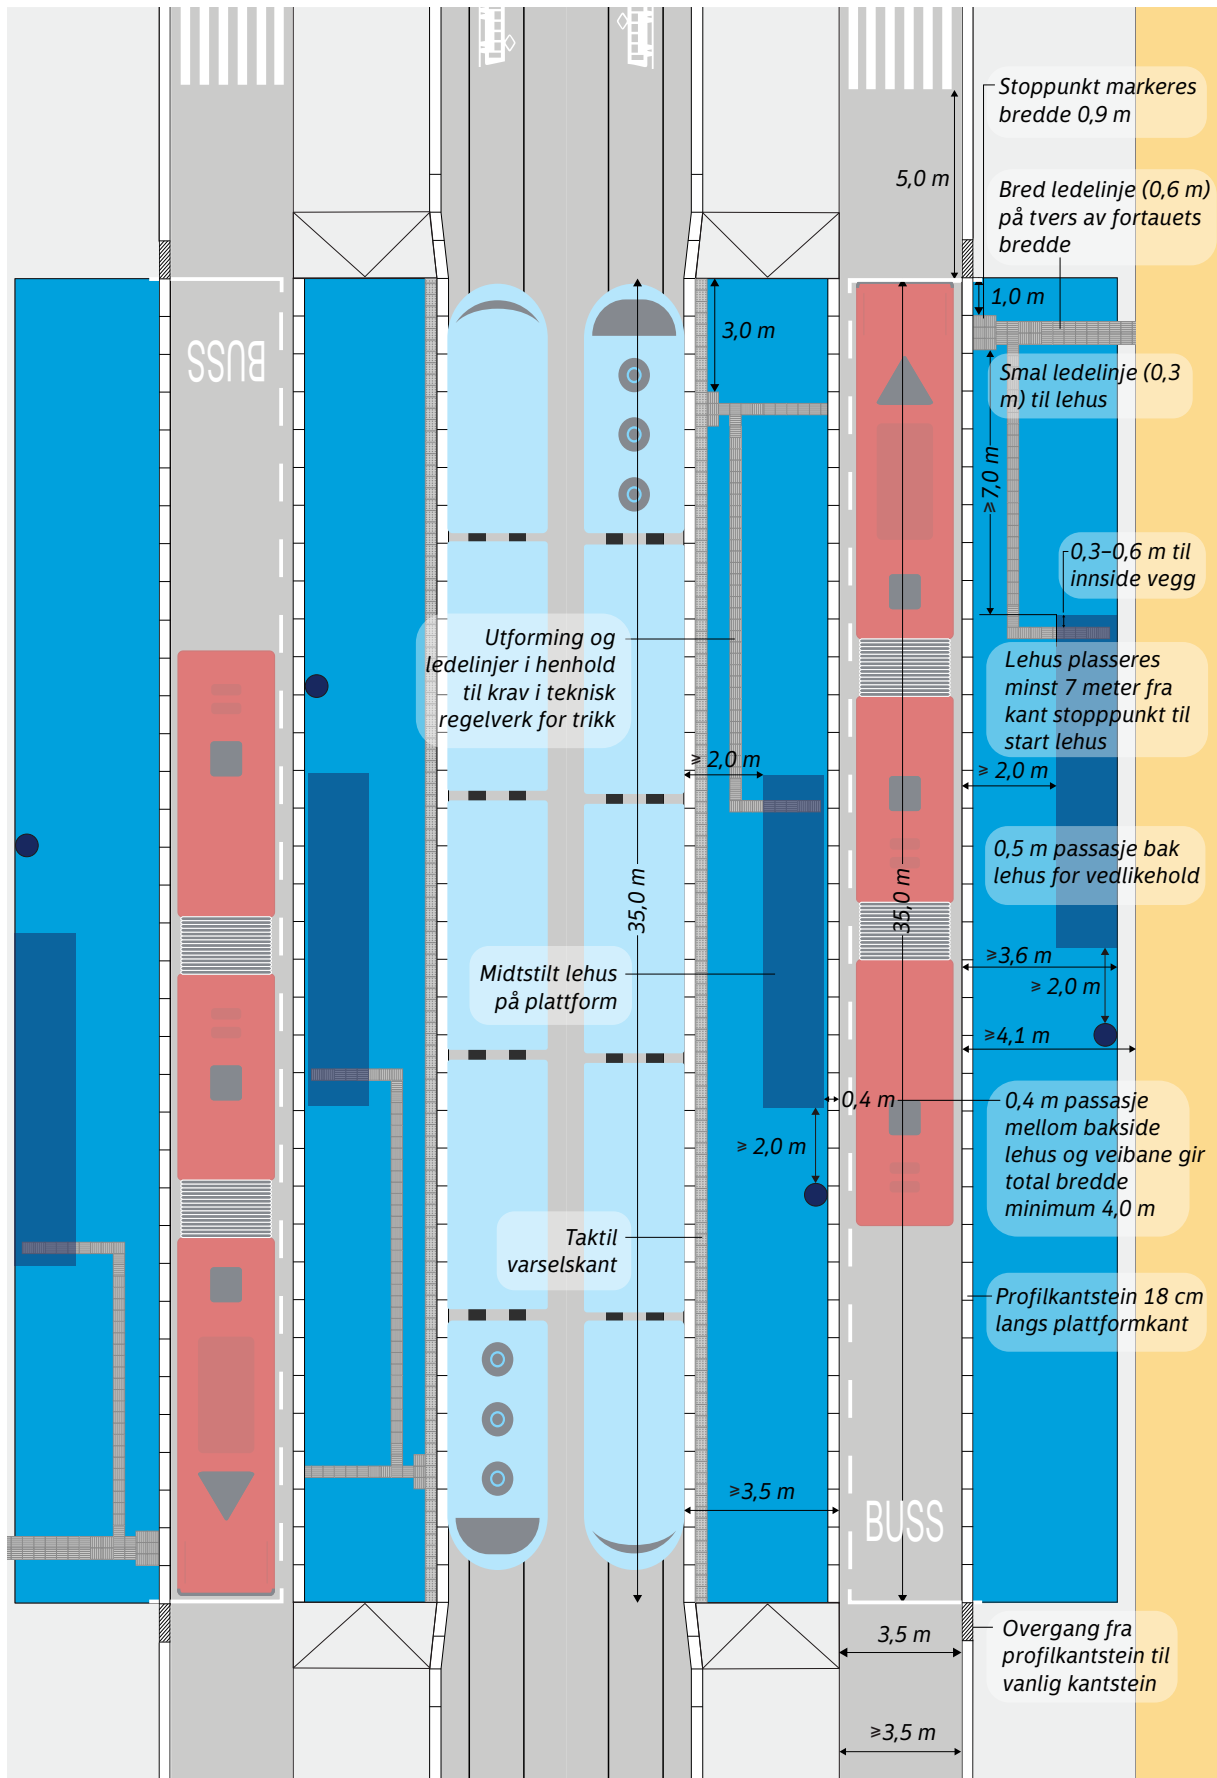 Stoppunkt markeres
bredde 0,9 m
5,0 m
Bred ledelinje (0,6 m)
på tvers av fortauets
bredde
1,0 m
3,0 m
BUSS
Smal ledelinje (0,3
m) til lehus
≥7,0 m
0,3–0,6 m til
innside vegg
Utforming og
ledelinjer i henhold
til krav i teknisk
regelverk for trikk
Lehus plasseres
minst 7 meter fra
kant stopppunkt til
start lehus
≥ 2,0 m
≥ 2,0 m
0,5 m passasje bak
lehus for vedlikehold
35,0 m
35,0 m
≥3,6 m
Midtstilt lehus
på plattform
≥ 2,0 m
≥4,1 m
0,4 m
0,4 m passasje
mellom bakside
lehus og veibane gir
total bredde
minimum 4,0 m
≥ 2,0 m
Taktil
varselskant
Profilkantstein 18 cm
langs plattformkant
≥3,5 m
BUSS
3,5 m
Overgang fra
profilkantstein til
vanlig kantstein
≥3,5 m